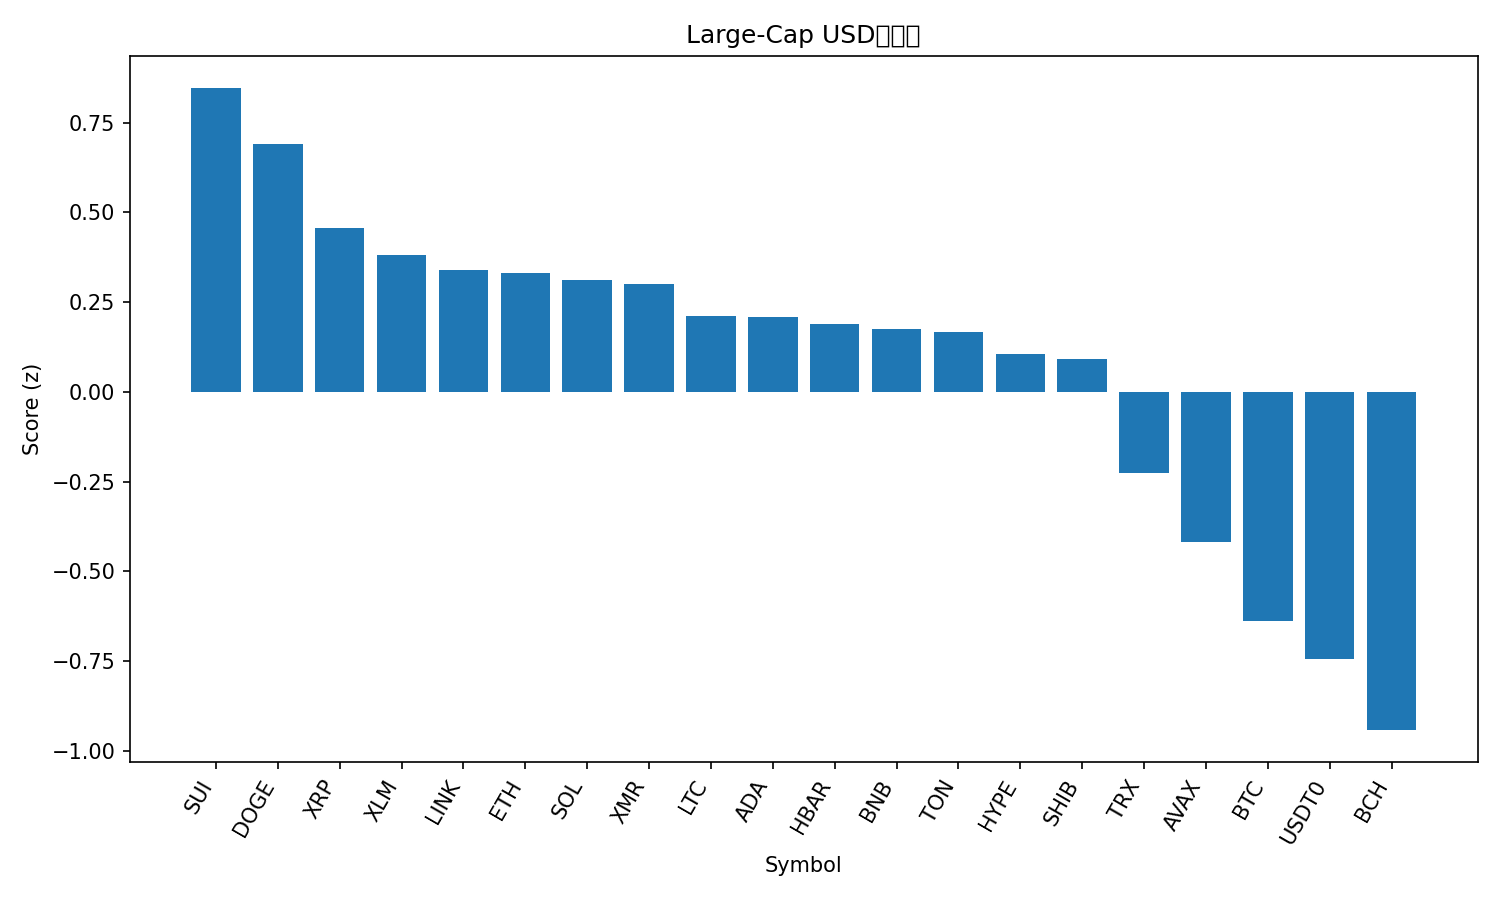 Large-Cap USD
0.75
0.50
0.25
0.00
−0.25
−0.50
−0.75
−1.00
Score (z)
SUI
DOGE
XRP
XLM
LINK
ETH
SOL
XMR
LTC
ADA
HBAR
BNB
TON
HYPE
SHIB
TRX
AVAX
BTC
USDT0
BCH
Symbol